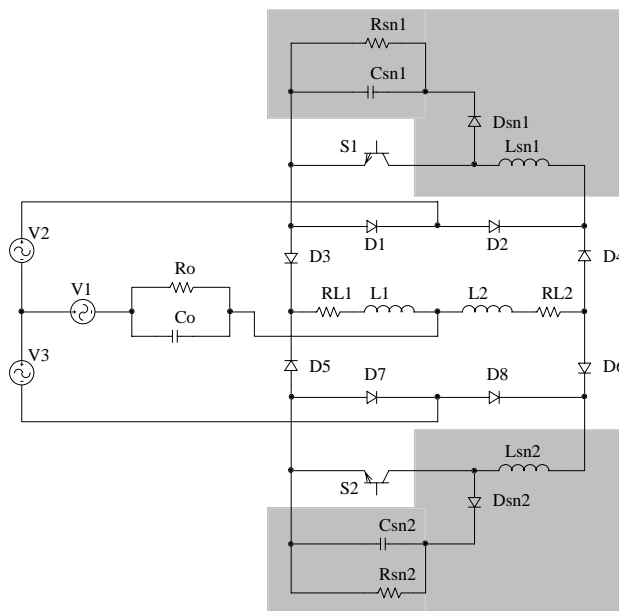 Rsn1
Csn1
Dsn1
S1
Lsn1
V2
D1
D2
D3
D4
V1
Ro
RL1
L1
L2
RL2
Co
V3
D5
D7
D8
D6
Lsn2
S2
Dsn2
Csn2
Rsn2